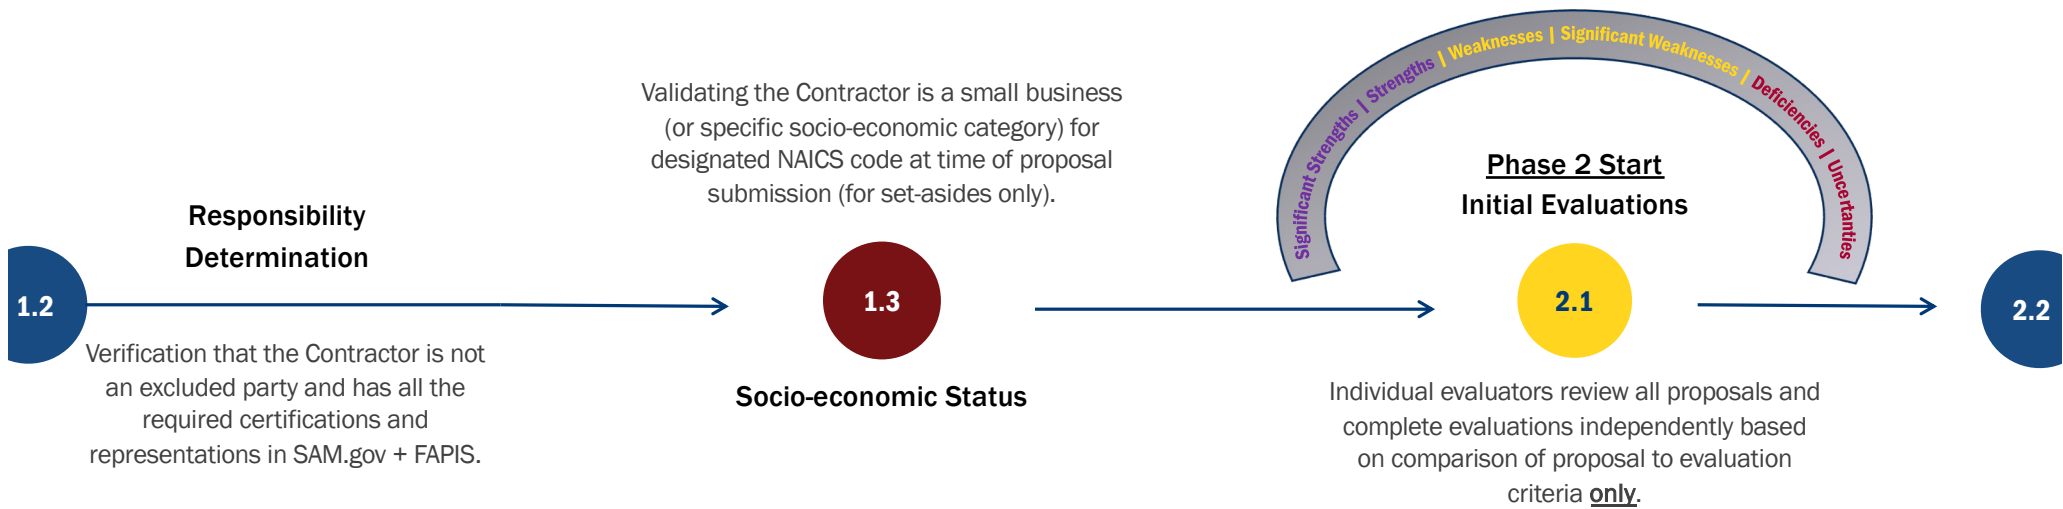 1.2
Responsibility
Determination
Verification that the Contractor is not
an excluded party and has all the
required certifications and
representations in SAM.gov + FAPIS.
Validating the Contractor is a small business
(or specific socio-economic category) for
designated NAICS code at time of proposal
submission (for set-asides only).
1.3
Socio-economic Status
Significant Strengths | Strengths | Weaknesses | Significant Weaknesses | Deficiencies | Uncertanties
Phase 2 Start
Initial Evaluations
2.1
Individual evaluators review all proposals and
complete evaluations independently based
on comparison of proposal to evaluation
criteria only.
2.2